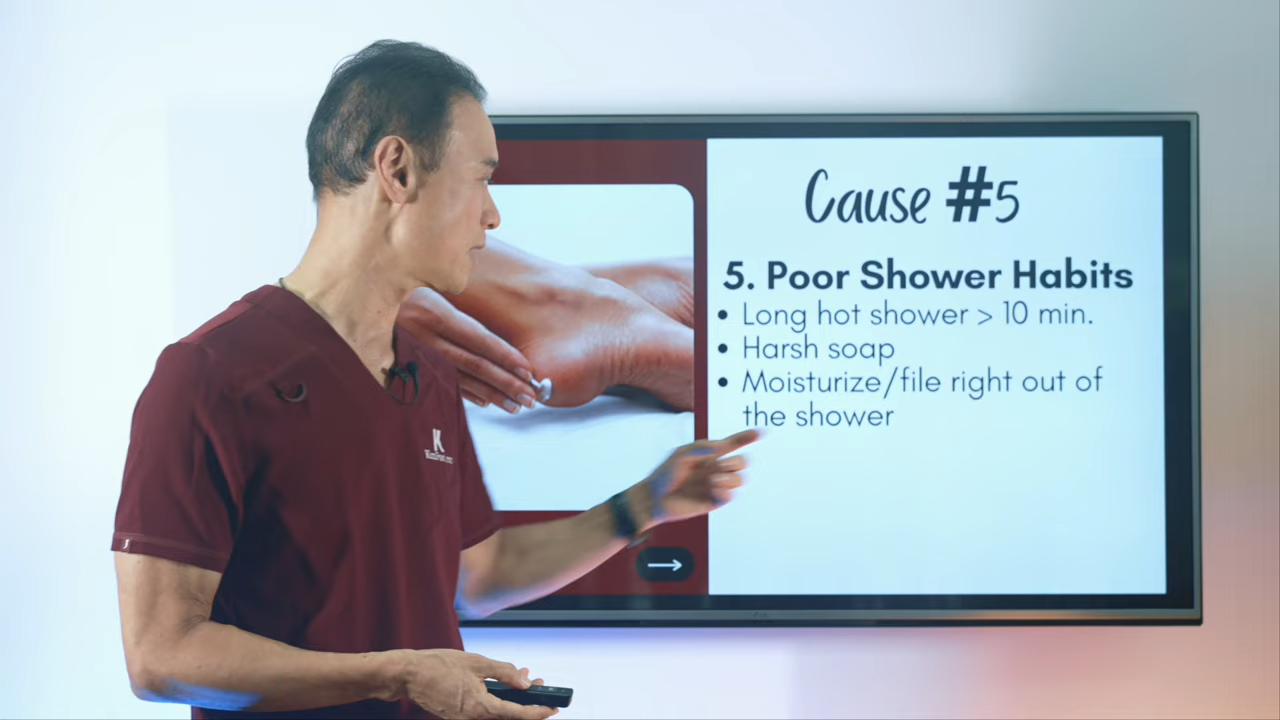 Cause #5
5. Poor Shower Habits
• Long hot shower > 10 min.
• Harsh soap
• Moisturize/file right out of
the shower
K